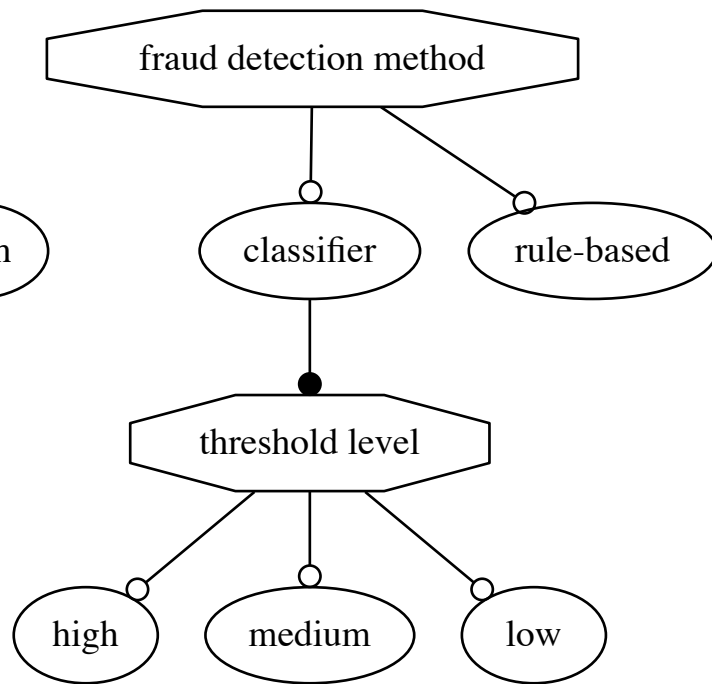 fraud detection method
classifier
rule-based
threshold level
high
medium
low